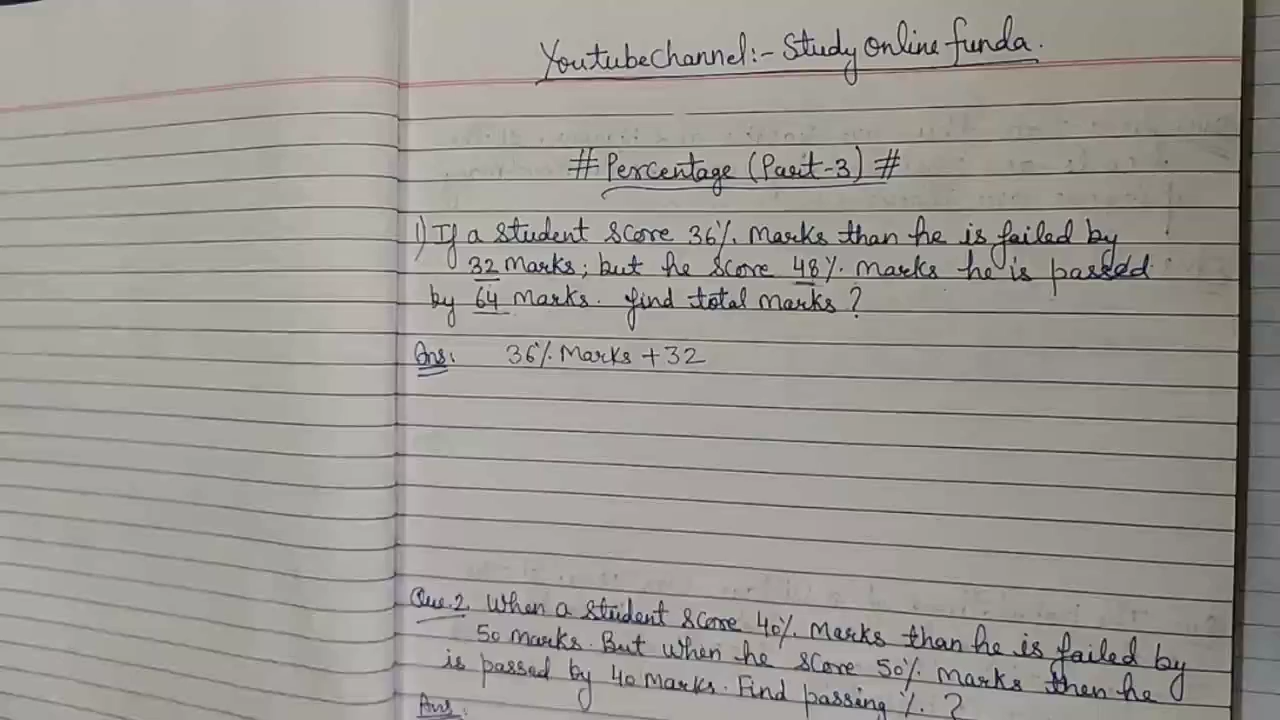 Youtube channel:- Study online funda.
# Percentage (Part-3) #
1) If a student score 36% Marks than he is failed by
32 marks; but he score 48% marks he is passed
by 64 marks. find total marks?
Ans: 36% Marks + 32
Que.2. When a student score 40% Marks than he is failed by
50 marks. But when he score 50% marks then he
is passed by 40 marks. Find passing %. ?
Ans.